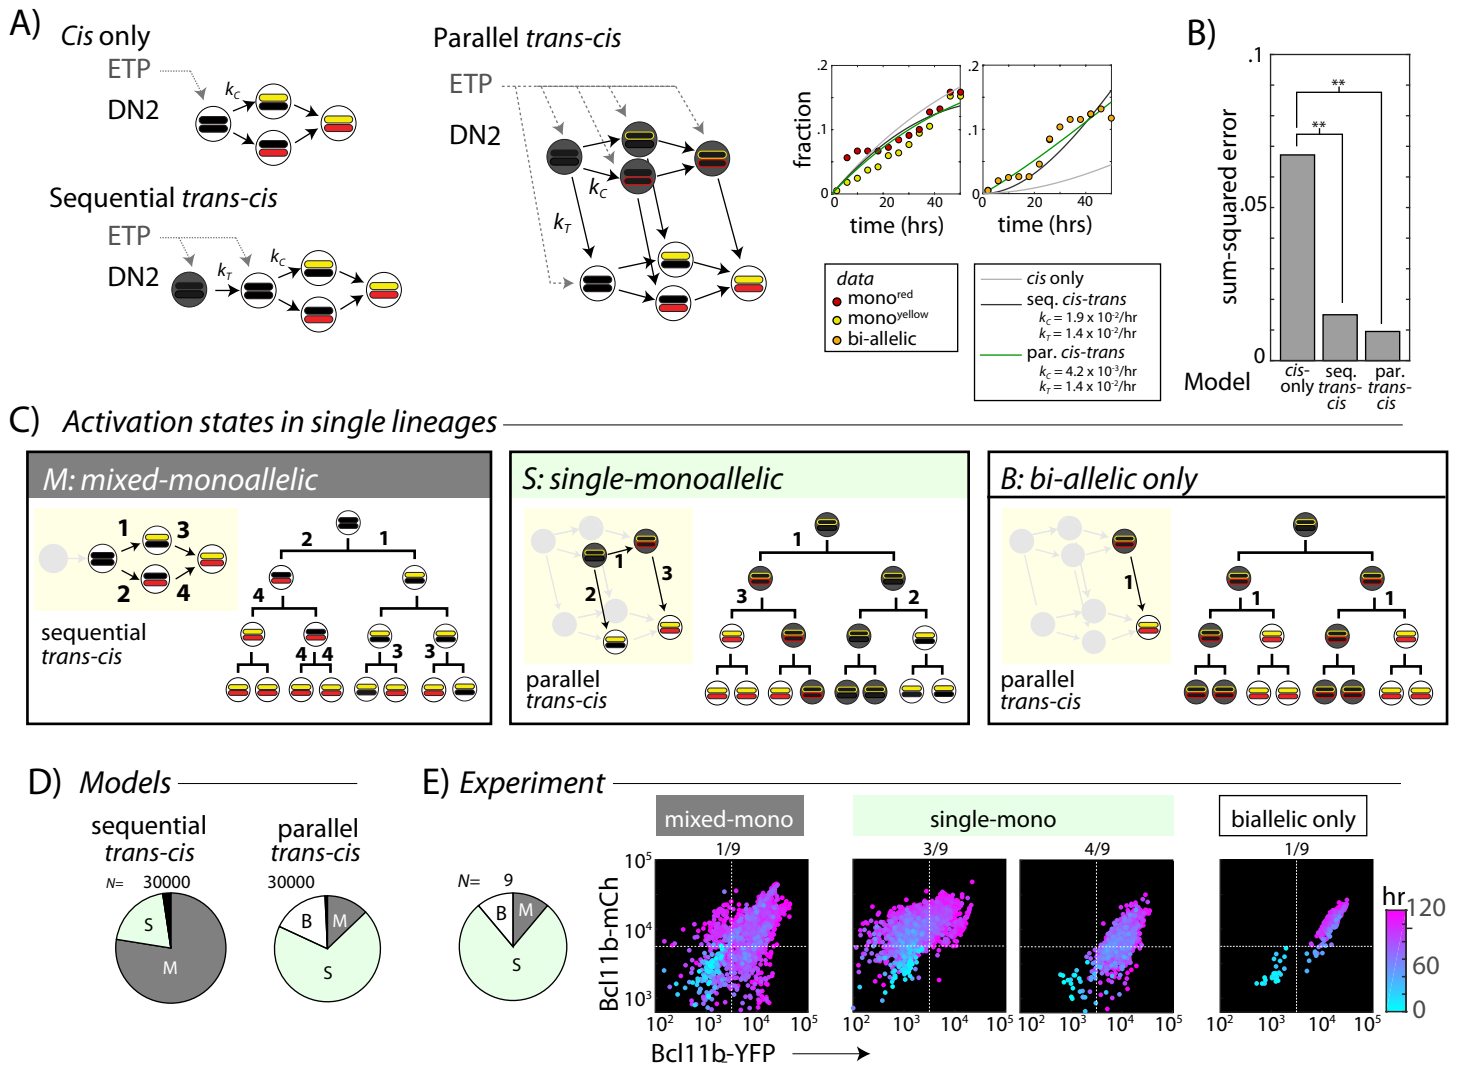 A)
Cis only
ETP
DN2
kC
Sequential trans-cis
ETP
DN2
kT
kC
Parallel trans-cis
ETP
DN2
kC
kT
fraction
.2
.1
0
0
20
40
time (hrs)
.2
.1
0
0
20
40
time (hrs)
data
mono^red
mono^yellow
bi-allelic
cis only
seq. cis-trans
kC = 1.9 x 10^-2/hr
kT = 1.4 x 10^-2/hr
par. cis-trans
kC = 4.2 x 10^-3/hr
kT = 1.4 x 10^-2/hr
B)
sum-squared error
.1
.05
0
**
**
Model
cis-only
seq. trans-cis
par. trans-cis
C) Activation states in single lineages
M: mixed-monoallelic
1
3
2
4
sequential
trans-cis
2
1
4
4
4
3
3
S: single-monoallelic
1
2
3
parallel
trans-cis
1
3
2
B: bi-allelic only
1
parallel
trans-cis
1
1
D) Models
sequential
trans-cis
N= 30000
S
M
parallel
trans-cis
30000
B
M
S
E) Experiment
N= 9
B
M
S
mixed-mono
1/9
single-mono
3/9
4/9
biallelic only
1/9
Bcl11b-mCh
10^5
10^4
10^3
10^2 10^3 10^4 10^5
10^2 10^3 10^4 10^5
10^2 10^3 10^4 10^5
10^2 10^3 10^4 10^5
Bcl11b-YFP
hr
120
60
0